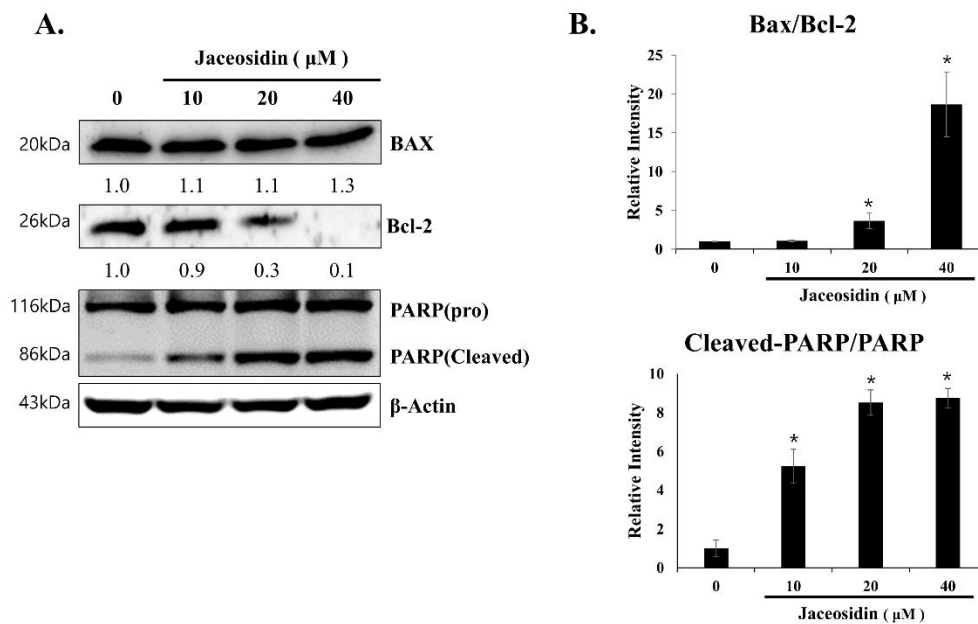 A.
Jaceosidin ( μM )
0 10 20 40
20kDa BAX
1.0 1.1 1.1 1.3
26kDa Bcl-2
1.0 0.9 0.3 0.1
116kDa PARP(pro)
86kDa PARP(Cleaved)
43kDa β-Actin
B.
Bax/Bcl-2
Relative Intensity
25
20
15
10
5
0
* *
0 10 20 40
Jaceosidin ( μM )
Cleaved-PARP/PARP
Relative Intensity
10
8
6
4
2
0
* * *
0 10 20 40
Jaceosidin ( μM )